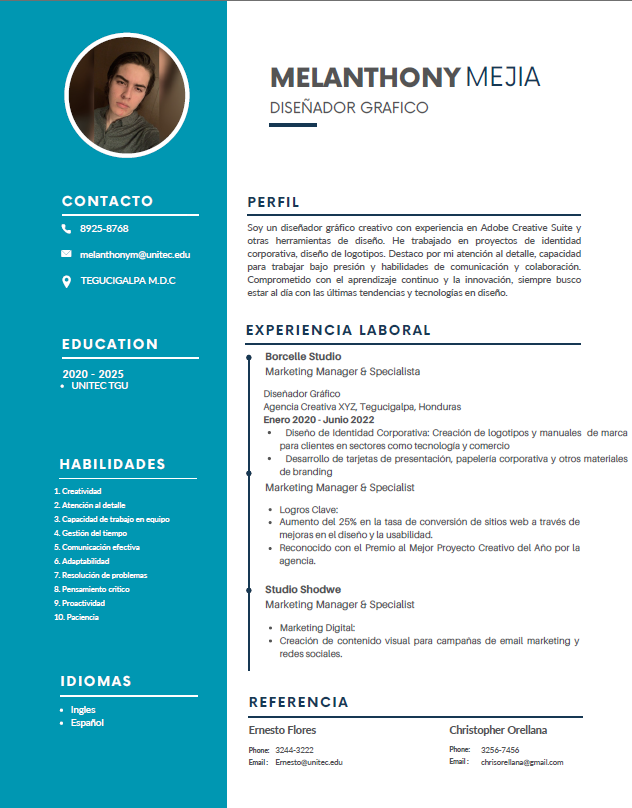 MELANTHONY MEJIA
DISEÑADOR GRAFICO
CONTACTO
8925-8768
melanthonym@unitec.edu
TEGUCIGALPA M.D.C
EDUCATION
2020 - 2025
• UNITEC TGU
HABILIDADES
1. Creatividad
2. Atención al detalle
3. Capacidad de trabajo en equipo
4. Gestión del tiempo
5. Comunicación efectiva
6. Adaptabilidad
7. Resolución de problemas
8. Pensamiento crítico
9. Proactividad
10. Paciencia
IDIOMAS
• Ingles
• Español
PERFIL
Soy un diseñador gráfico creativo con experiencia en Adobe Creative Suite y
otras herramientas de diseño. He trabajado en proyectos de identidad
corporativa, diseño de logotipos. Destaco por mi atención al detalle, capacidad
para trabajar bajo presión y habilidades de comunicación y colaboración.
Comprometido con el aprendizaje continuo y la innovación, siempre busco
estar al día con las últimas tendencias y tecnologías en diseño.
EXPERIENCIA LABORAL
Borcelle Studio
Marketing Manager & Specialista
Diseñador Gráfico
Agencia Creativa XYZ, Tegucigalpa, Honduras
Enero 2020 - Junio 2022
• Diseño de Identidad Corporativa: Creación de logotipos y manuales de marca
para clientes en sectores como tecnología y comercio
• Desarrollo de tarjetas de presentación, papelería corporativa y otros materiales
de branding
Marketing Manager & Specialist
• Logros Clave:
• Aumento del 25% en la tasa de conversión de sitios web a través de
mejoras en el diseño y la usabilidad.
• Reconocido con el Premio al Mejor Proyecto Creativo del Año por la
agencia.
Studio Shodwe
Marketing Manager & Specialist
• Marketing Digital:
• Creación de contenido visual para campañas de email marketing y
redes sociales.
REFERENCIA
Ernesto Flores
Phone: 3244-3222
Email : Ernesto@unitec.edu
Christopher Orellana
Phone: 3256-7456
Email : chrisorellana@gmail.com